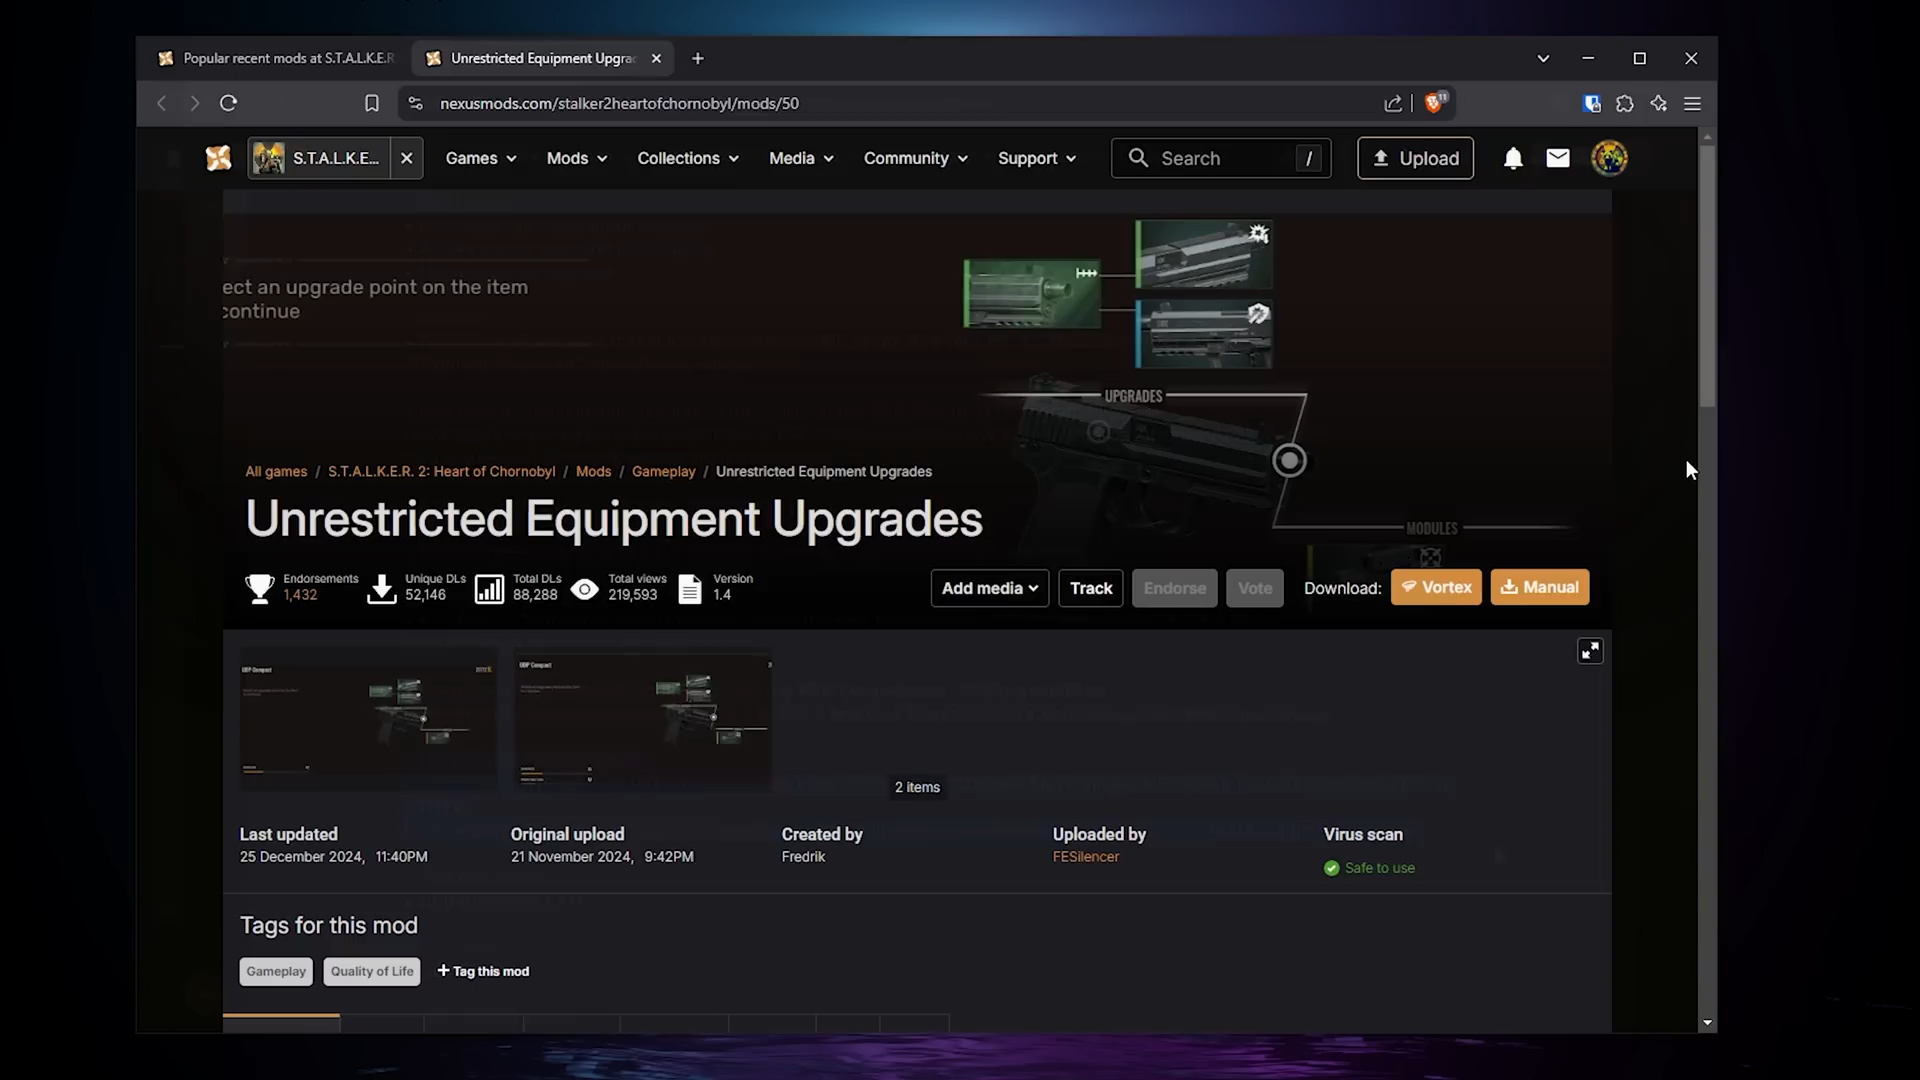 Popular recent mods at S.T.A.L.K.E.R
Unrestricted Equipment Upgra
nexusmods.com/stalker2heartofchornobyl/mods/50
11
S.T.A.L.K.E...
Games
Mods
Collections
Media
Community
Support
Search
/
Upload
ect an upgrade point on the item
continue
UPGRADES
MODULES
All games / S.T.A.L.K.E.R. 2: Heart of Chornobyl / Mods / Gameplay / Unrestricted Equipment Upgrades
Unrestricted Equipment Upgrades
Endorsements
1,432
Unique DLs
52,146
Total DLs
88,288
Total views
219,593
Version
1.4
Add media
Track
Endorse
Vote
Download:
Vortex
Manual
UDP Compact
UDP Compact
2 items
Last updated
25 December 2024, 11:40PM
Original upload
21 November 2024, 9:42PM
Created by
Fredrik
Uploaded by
FESilencer
Virus scan
Safe to use
Tags for this mod
Gameplay
Quality of Life
+ Tag this mod